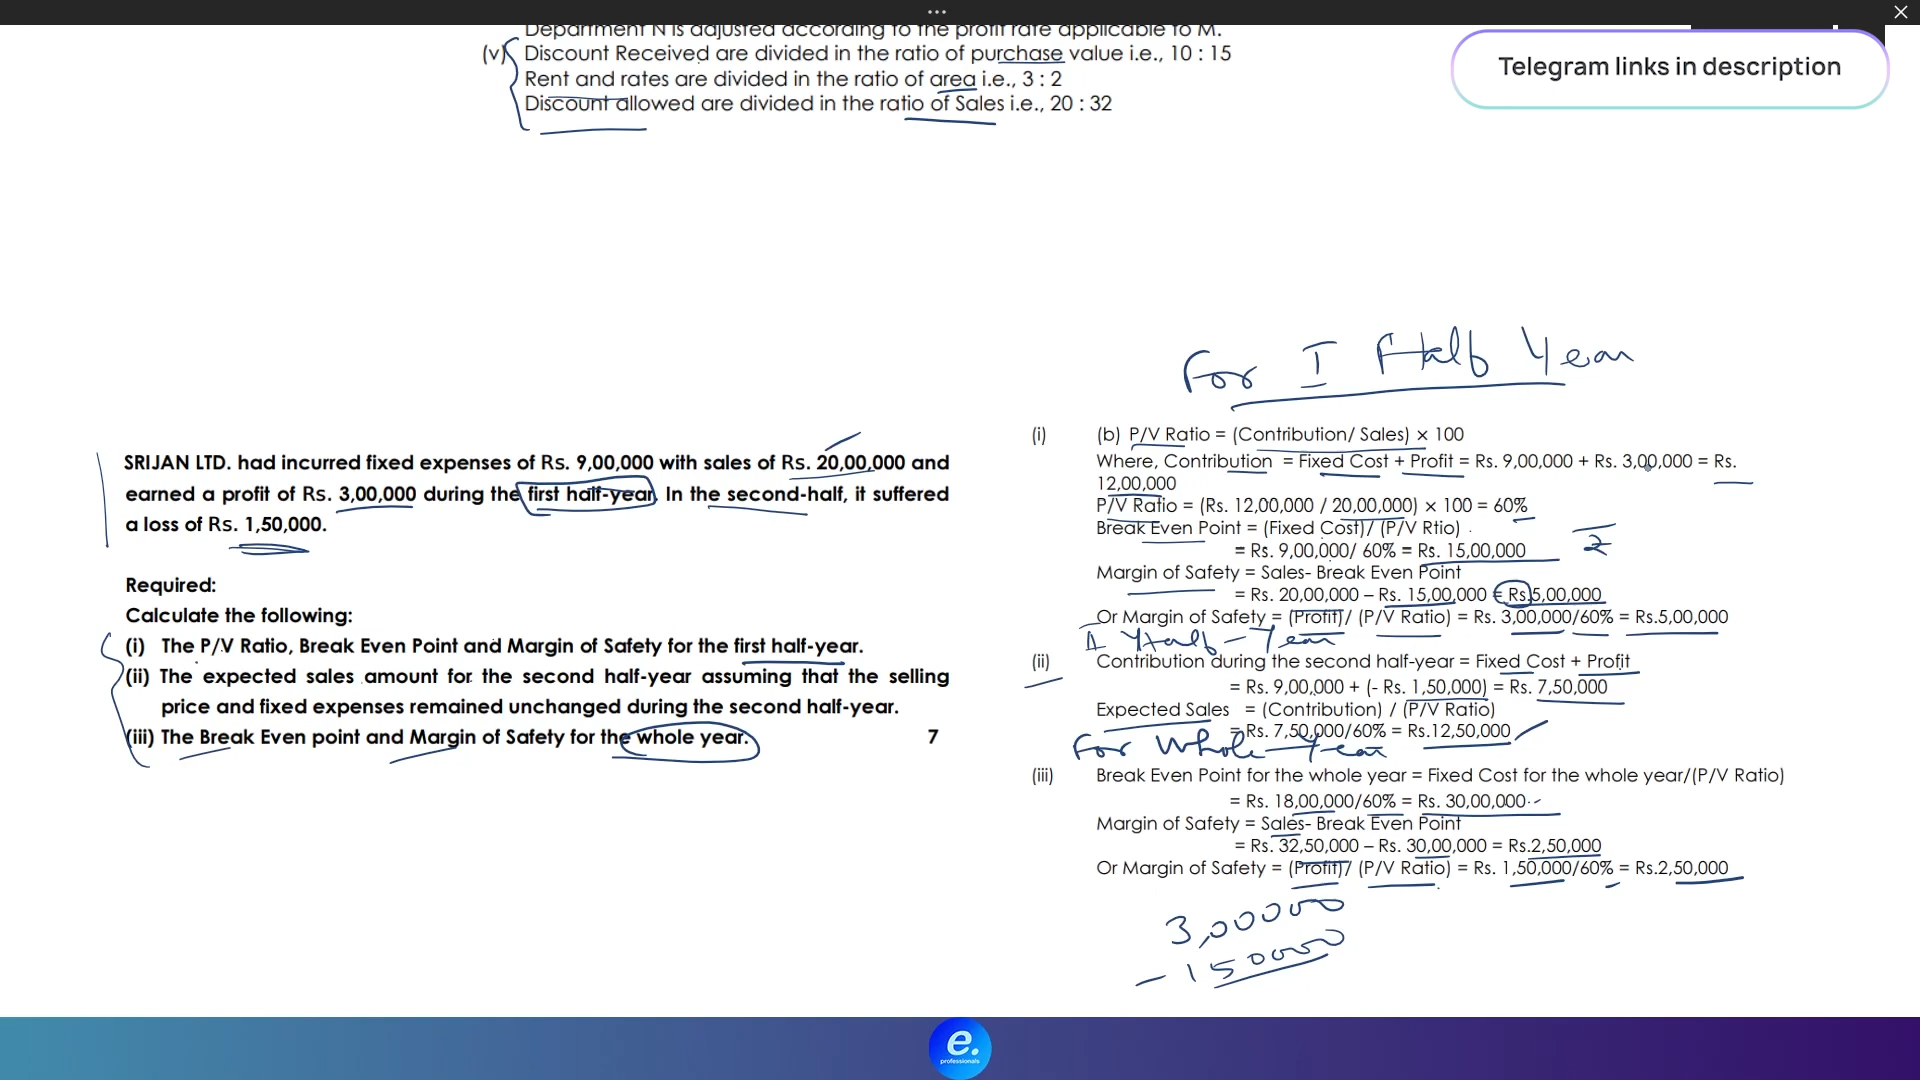 Department N is adjusted according to the profit rate applicable to M.
(v) Discount Received are divided in the ratio of purchase value i.e., 10 : 15
Rent and rates are divided in the ratio of area i.e., 3 : 2
Discount allowed are divided in the ratio of Sales i.e., 20 : 32
Telegram links in description
SRIJAN LTD. had incurred fixed expenses of Rs. 9,00,000 with sales of Rs. 20,00,000 and
earned a profit of Rs. 3,00,000 during the first half-year. In the second-half, it suffered
a loss of Rs. 1,50,000.
Required:
Calculate the following:
(i) The P/V Ratio, Break Even Point and Margin of Safety for the first half-year.
(ii) The expected sales amount for the second half-year assuming that the selling
price and fixed expenses remained unchanged during the second half-year.
(iii) The Break Even point and Margin of Safety for the whole year. 7
For I Half Year
(i) (b) P/V Ratio = (Contribution/ Sales) × 100
Where, Contribution = Fixed Cost + Profit = Rs. 9,00,000 + Rs. 3,00,000 = Rs.
12,00,000
P/V Ratio = (Rs. 12,00,000 / 20,00,000) × 100 = 60%
Break Even Point = (Fixed Cost)/ (P/V Rtio)
= Rs. 9,00,000/ 60% = Rs. 15,00,000
₹
Margin of Safety = Sales- Break Even Point
= Rs. 20,00,000 – Rs. 15,00,000 = Rs.5,00,000
Or Margin of Safety = (Profit)/ (P/V Ratio) = Rs. 3,00,000/60% = Rs.5,00,000
Half-Year
(ii) Contribution during the second half-year = Fixed Cost + Profit
= Rs. 9,00,000 + (- Rs. 1,50,000) = Rs. 7,50,000
Expected Sales = (Contribution) / (P/V Ratio)
= Rs. 7,50,000/60% = Rs.12,50,000
For Whole-Year
(iii) Break Even Point for the whole year = Fixed Cost for the whole year/(P/V Ratio)
= Rs. 18,00,000/60% = Rs. 30,00,000
Margin of Safety = Sales- Break Even Point
= Rs. 32,50,000 – Rs. 30,00,000 = Rs.2,50,000
Or Margin of Safety = (Profit)/ (P/V Ratio) = Rs. 1,50,000/60% = Rs.2,50,000
3,00000
- 150000
e.
professionals